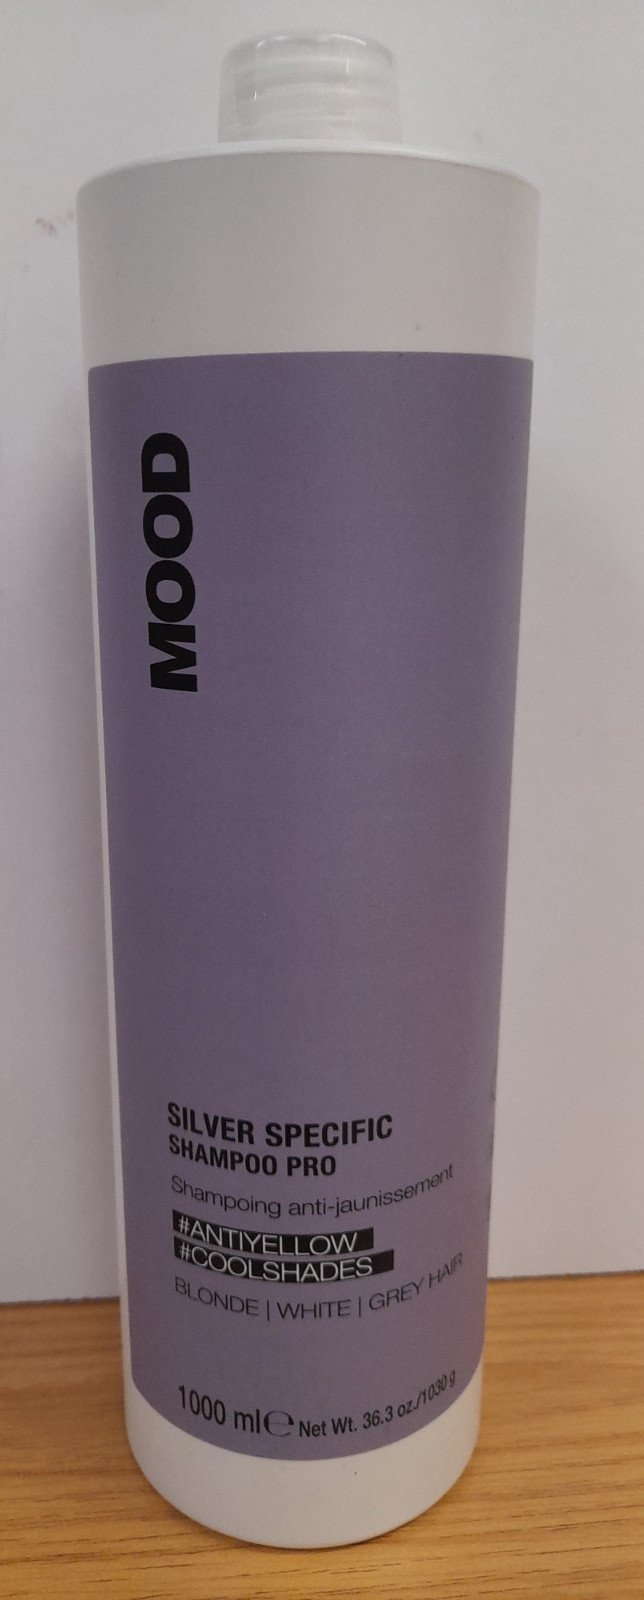 MOOD
SILVER SPECIFIC
SHAMPOO PRO
Shampoing anti-jaunissement
#ANTIYELLOW
#COOLSHADES
BLONDE | WHITE | GREY HAIR
1000 ml ℮ Net Wt. 36.3 oz./1030 g